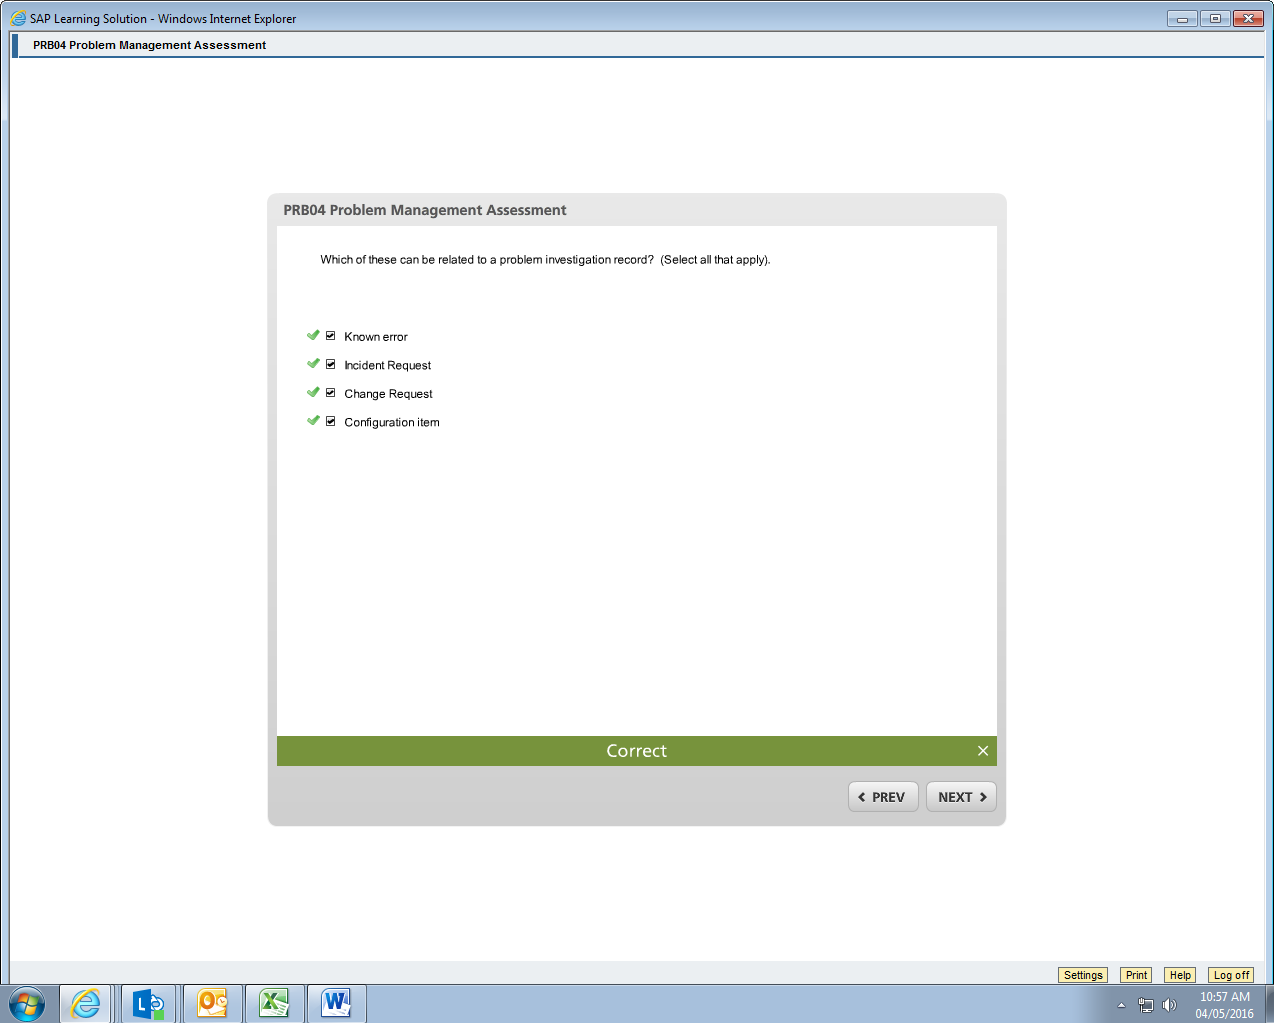 SAP Learning Solution - Windows Internet Explorer
PRB04 Problem Management Assessment
PRB04 Problem Management Assessment
Which of these can be related to a problem investigation record?  (Select all that apply).
Known error
Incident Request
Change Request
Configuration item
Correct
PREV
NEXT
Settings
Print
Help
Log off
10:57 AM
04/05/2016